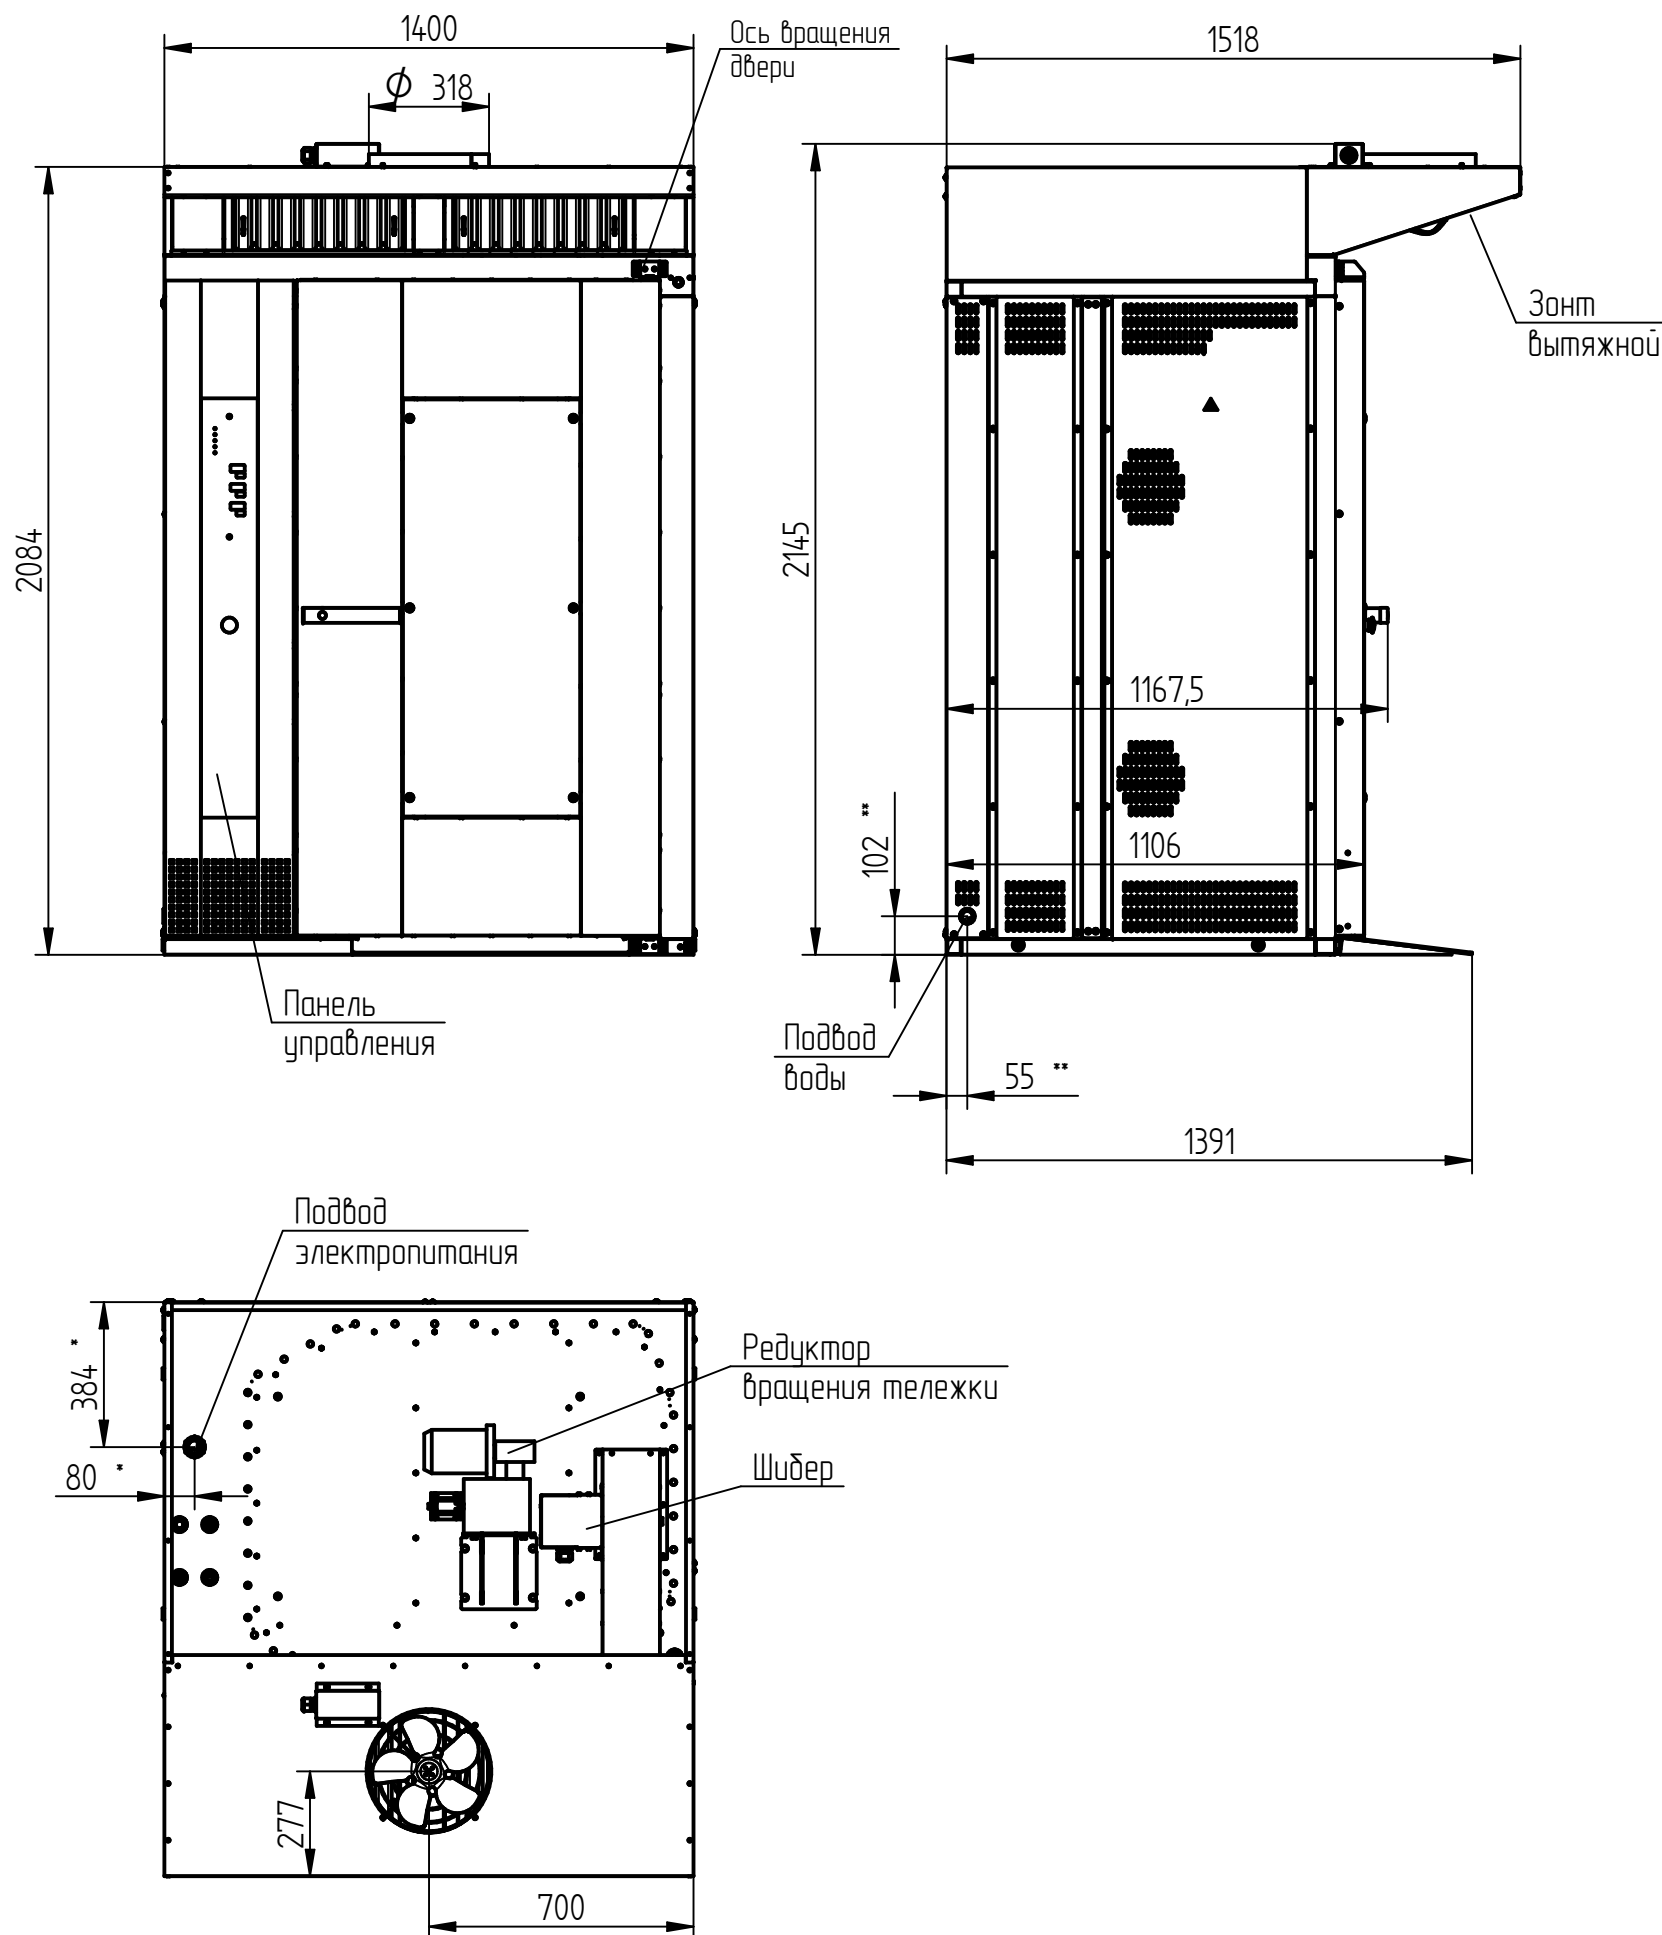 1400
Ø 318
Ось вращения
двери
1518
2084
2145
Зонт
вытяжной
1167,5
1106
102 **
Панель
управления
Подвод
воды
55 **
1391
Подвод
электропитания
384 *
80 *
Редуктор
вращения тележки
Шибер
277
700